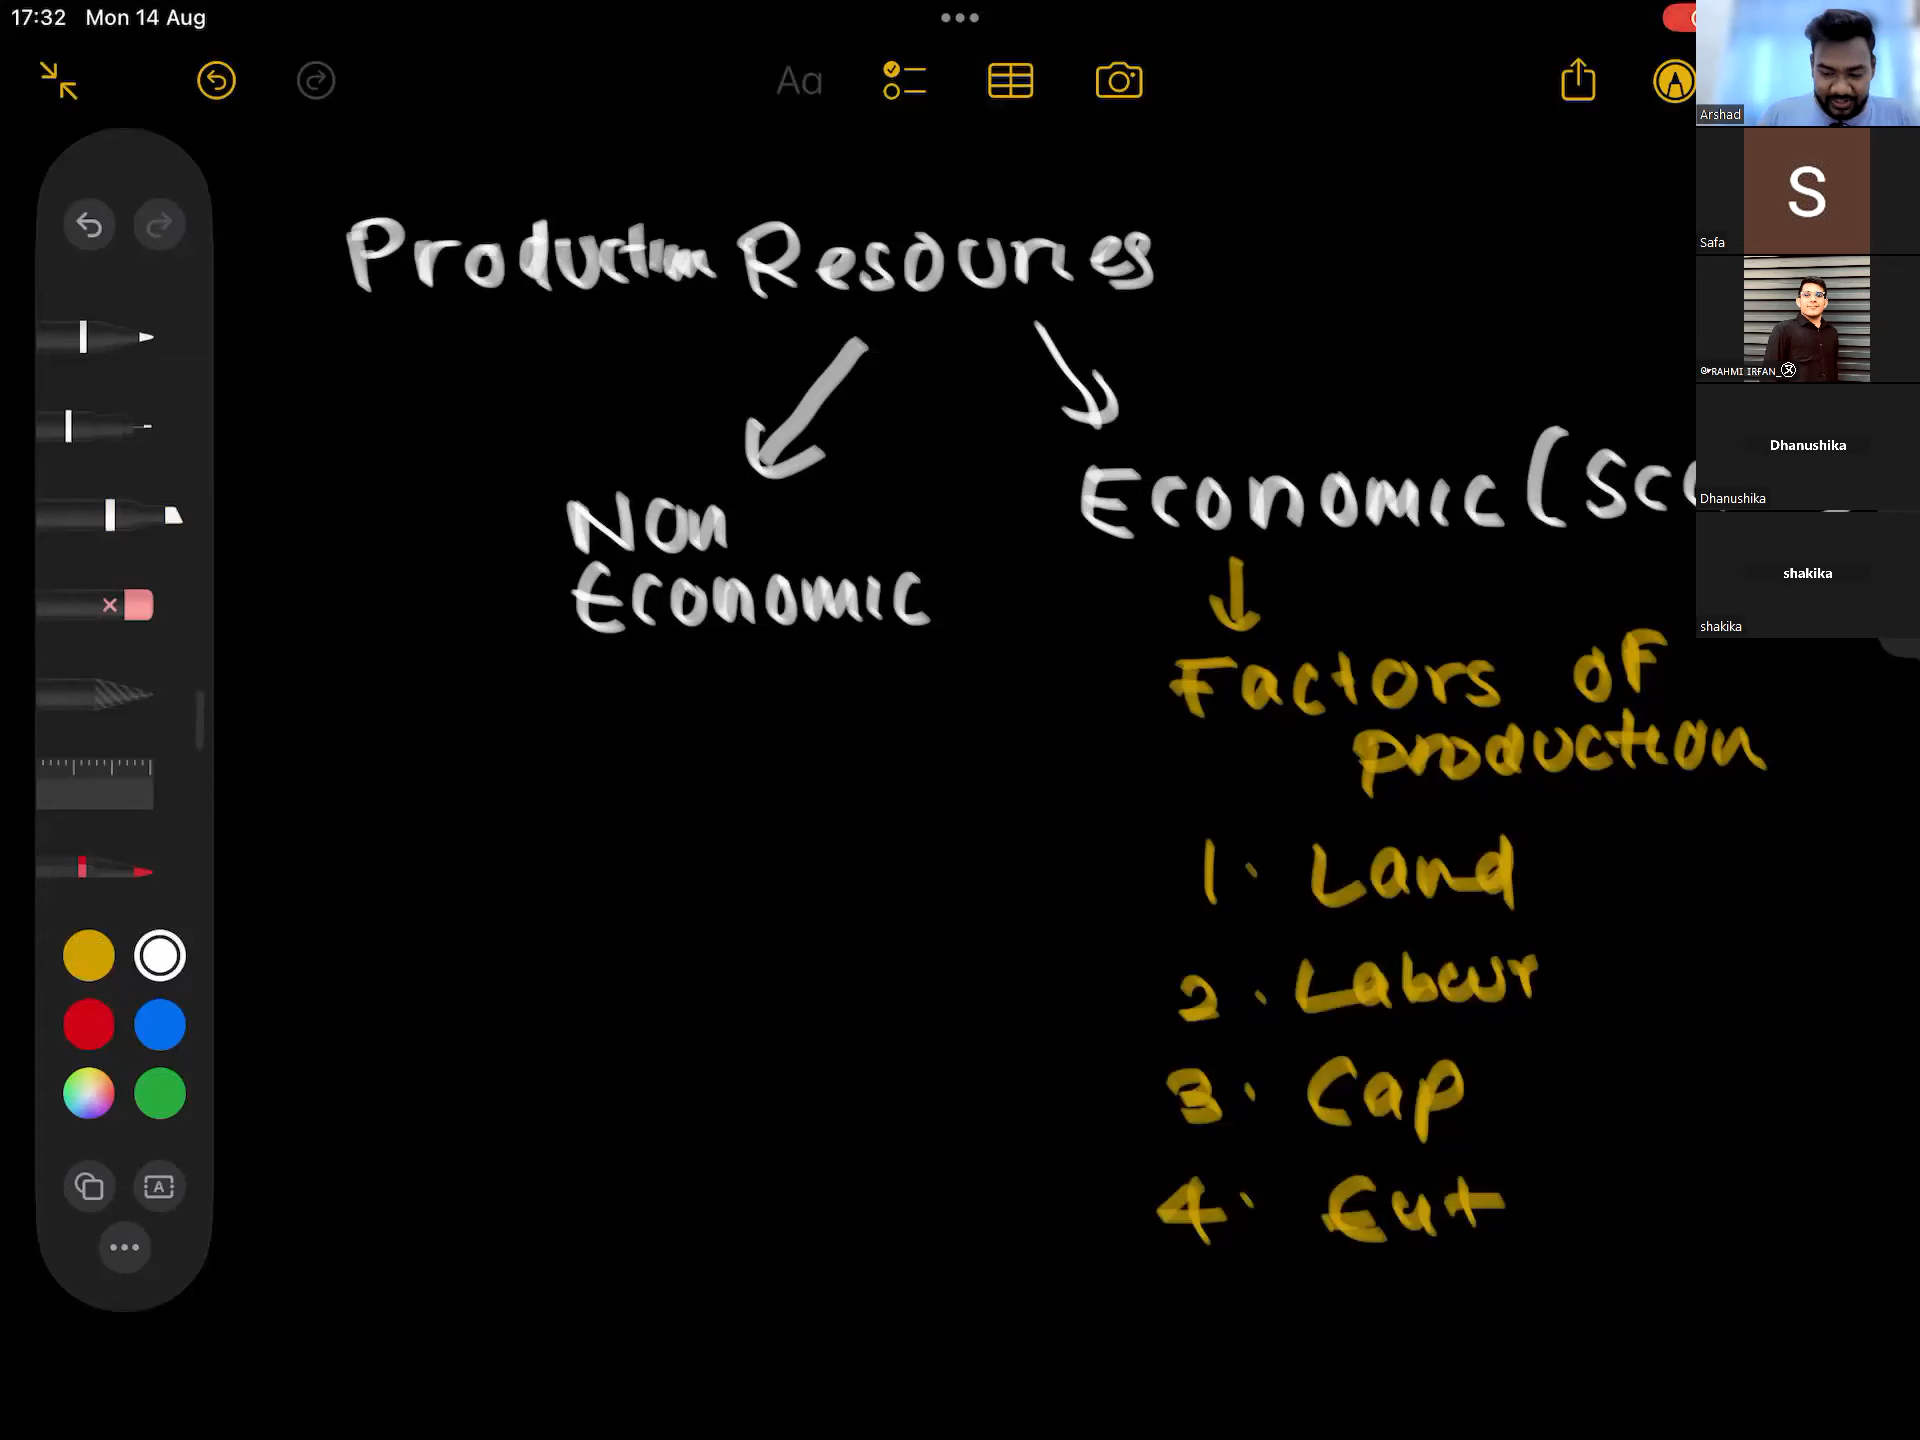 17:32 Mon 14 Aug
Aa
Arshad
S
Safa
RAHMI IRFAN_
Dhanushika
Dhanushika
shakika
shakika
Production Resources
Non
Economic
Economic (Sc
Factors of
production
1. Land
2. Labour
3. Cap
4. Ent
A